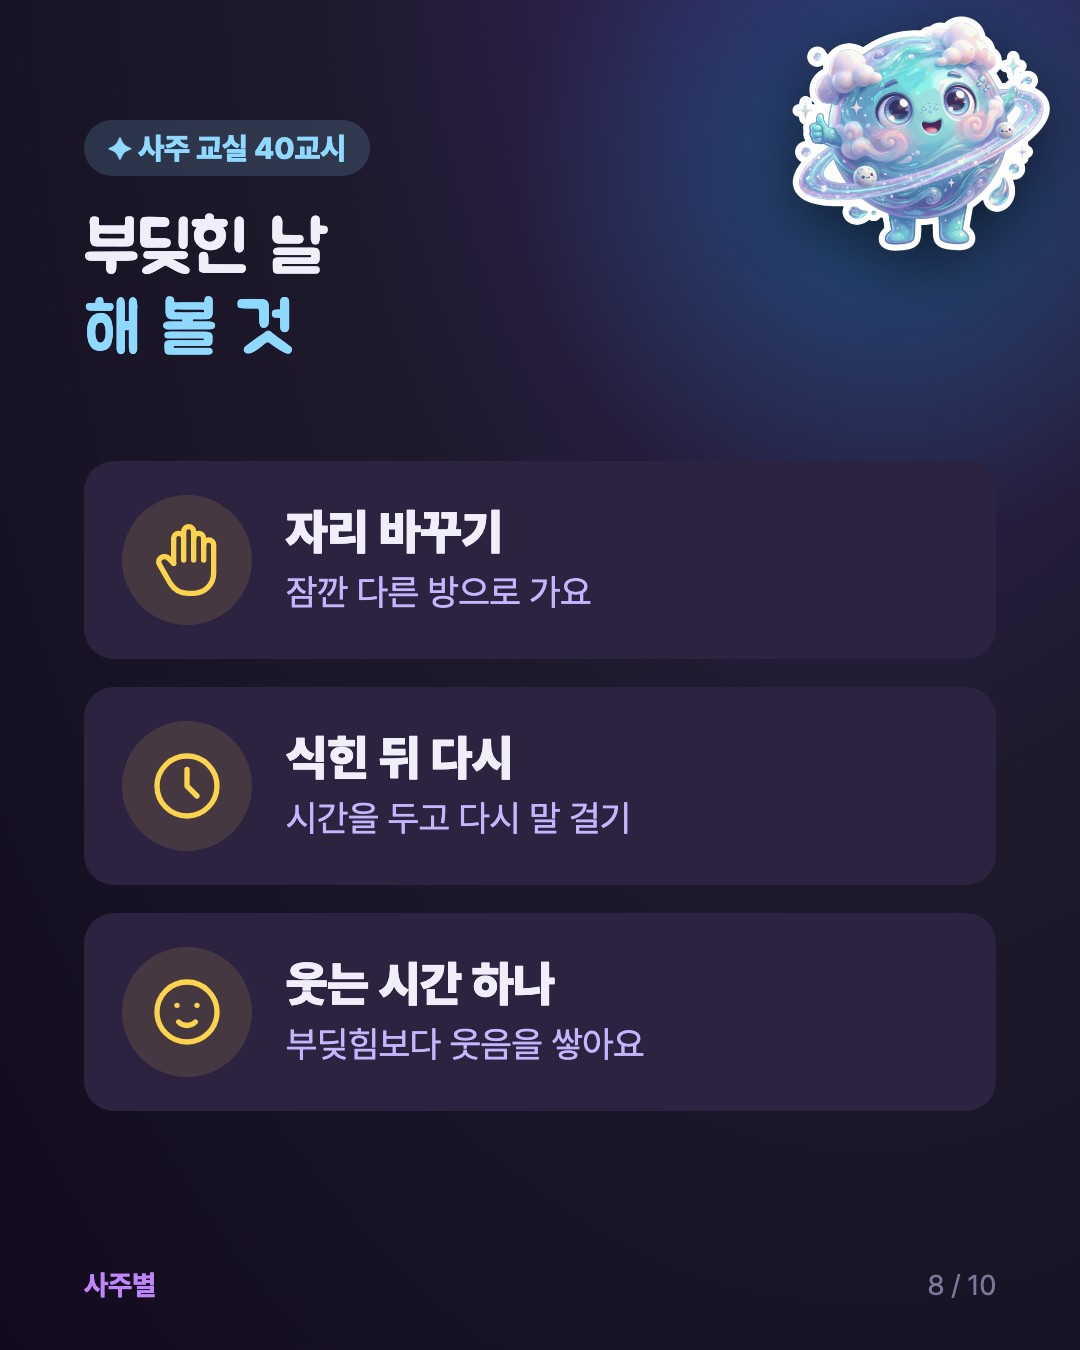 사주 교실 40교시
부딪힌 날
해 볼 것
자리 바꾸기
잠깐 다른 방으로 가요
식힌 뒤 다시
시간을 두고 다시 말 걸기
웃는 시간 하나
부딪힘보다 웃음을 쌓아요
사주별
8 / 10